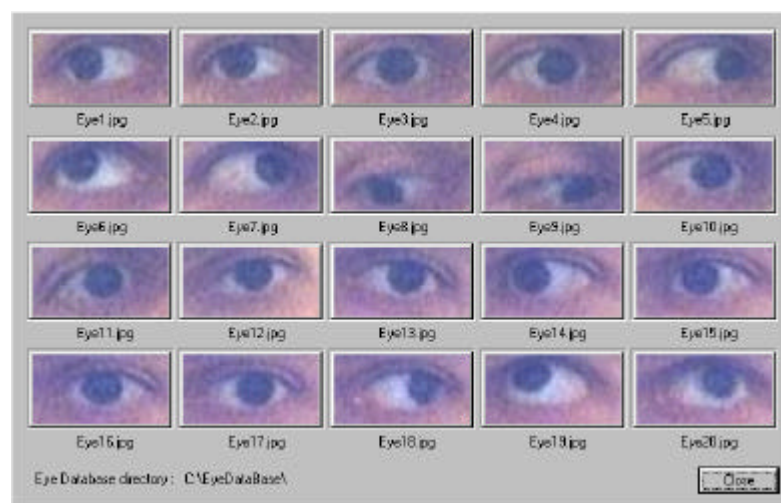 Eye1.jpg Eye2.jpg Eye3.jpg Eye4.jpg Eye5.jpg
Eye6.jpg Eye7.jpg Eye8.jpg Eye9.jpg Eye10.jpg
Eye11.jpg Eye12.jpg Eye13.jpg Eye14.jpg Eye15.jpg
Eye16.jpg Eye17.jpg Eye18.jpg Eye19.jpg Eye20.jpg
Eye Database directory : C:\EyeDataBase\ Close